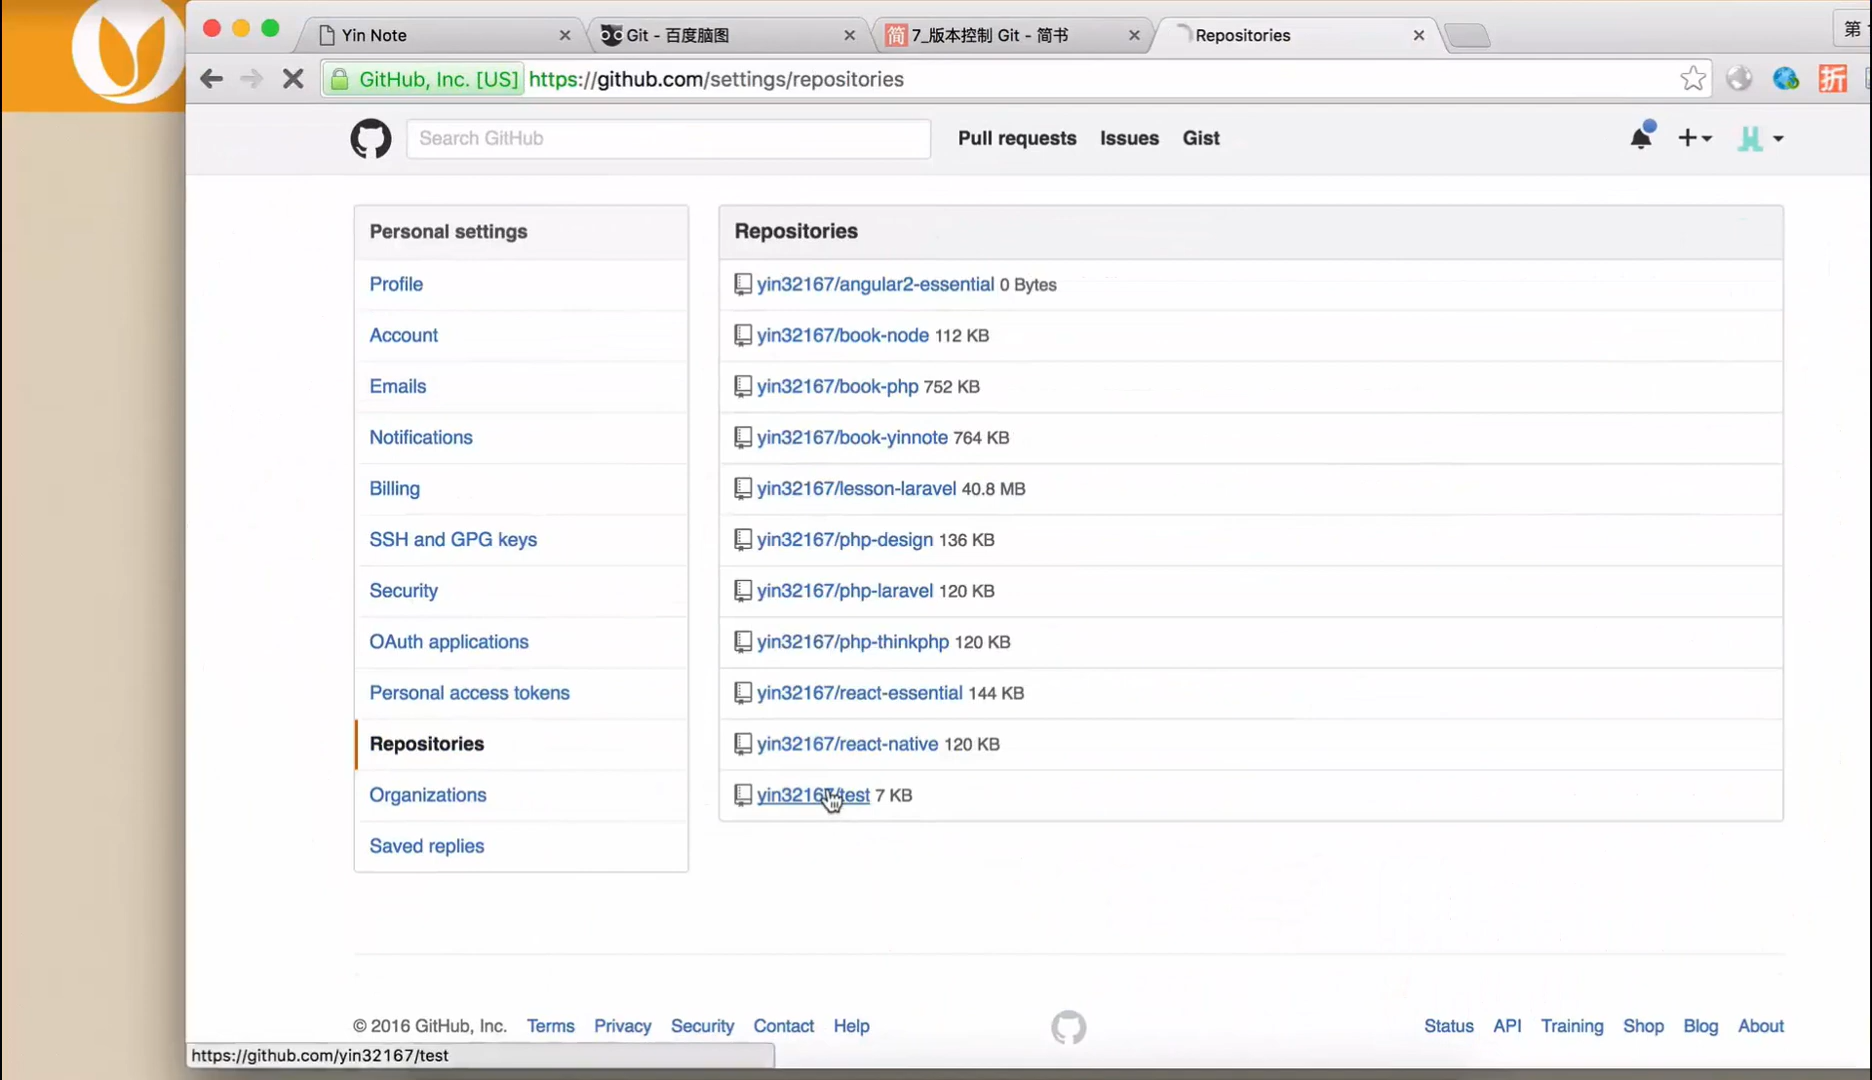 Yin Note
Git - 百度脑图
7_版本控制 Git - 简书
Repositories
第
GitHub, Inc. [US]
https://github.com/settings/repositories
折
Search GitHub
Pull requests
Issues
Gist
Personal settings
Profile
Account
Emails
Notifications
Billing
SSH and GPG keys
Security
OAuth applications
Personal access tokens
Repositories
Organizations
Saved replies
Repositories
yin32167/angular2-essential 0 Bytes
yin32167/book-node 112 KB
yin32167/book-php 752 KB
yin32167/book-yinnote 764 KB
yin32167/lesson-laravel 40.8 MB
yin32167/php-design 136 KB
yin32167/php-laravel 120 KB
yin32167/php-thinkphp 120 KB
yin32167/react-essential 144 KB
yin32167/react-native 120 KB
yin32167/test 7 KB
© 2016 GitHub, Inc.
Terms
Privacy
Security
Contact
Help
Status
API
Training
Shop
Blog
About
https://github.com/yin32167/test